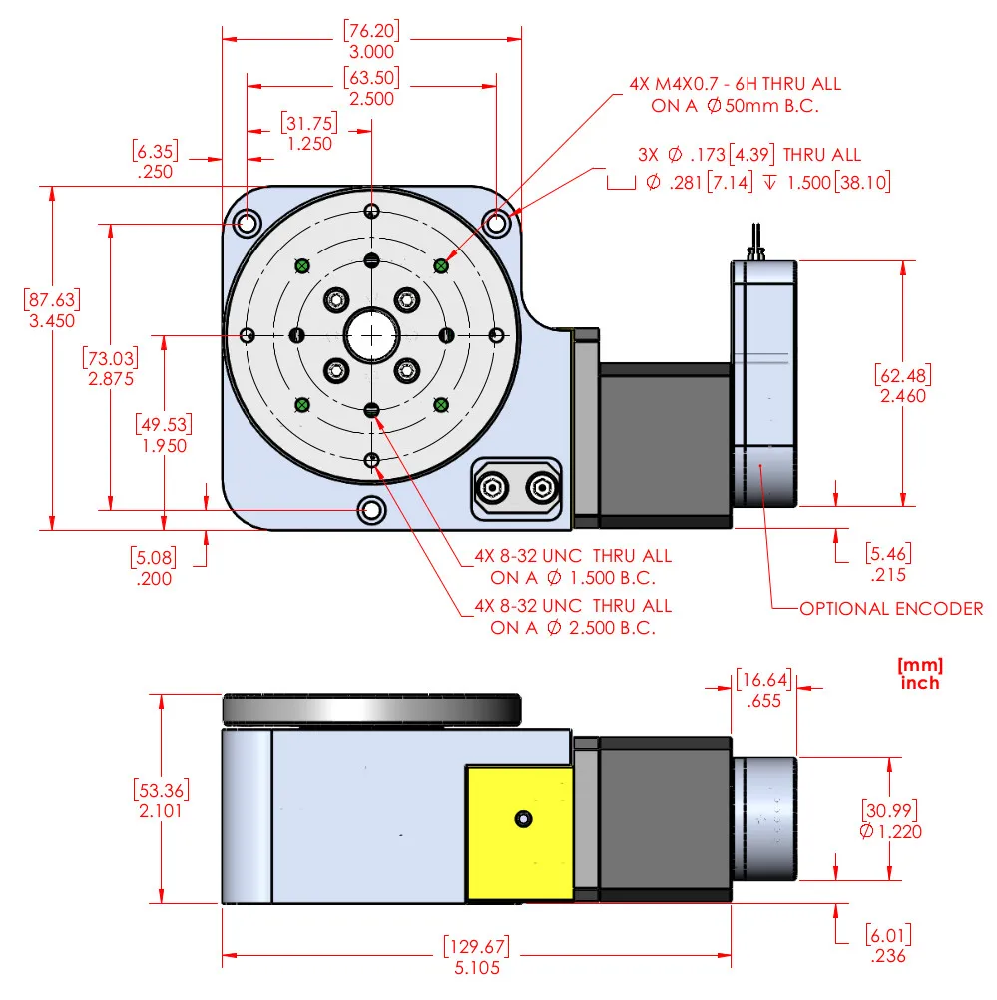 [76.20]
3.000
[63.50]
2.500
[31.75]
1.250
[6.35]
.250
4X M4X0.7 - 6H THRU ALL
ON A Ø50mm B.C.
3X Ø .173[4.39] THRU ALL
⌴ Ø .281[7.14] ↧ 1.500[38.10]
[87.63]
3.450
[73.03]
2.875
[49.53]
1.950
[62.48]
2.460
[5.08]
.200
4X 8-32 UNC THRU ALL
ON A Ø 1.500 B.C.
[5.46]
.215
4X 8-32 UNC THRU ALL
ON A Ø 2.500 B.C.
OPTIONAL ENCODER
[mm]
inch
[16.64]
.655
[53.36]
2.101
[30.99]
Ø1.220
[129.67]
5.105
[6.01]
.236